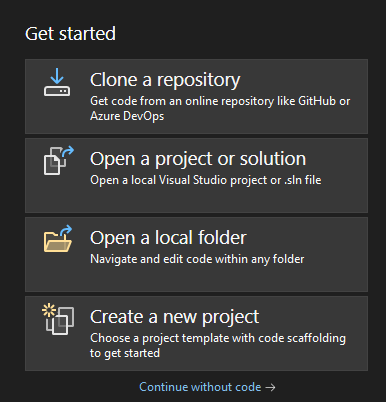 Get started
Clone a repository
Get code from an online repository like GitHub or
Azure DevOps
Open a project or solution
Open a local Visual Studio project or .sln file
Open a local folder
Navigate and edit code within any folder
Create a new project
Choose a project template with code scaffolding
to get started
Continue without code →